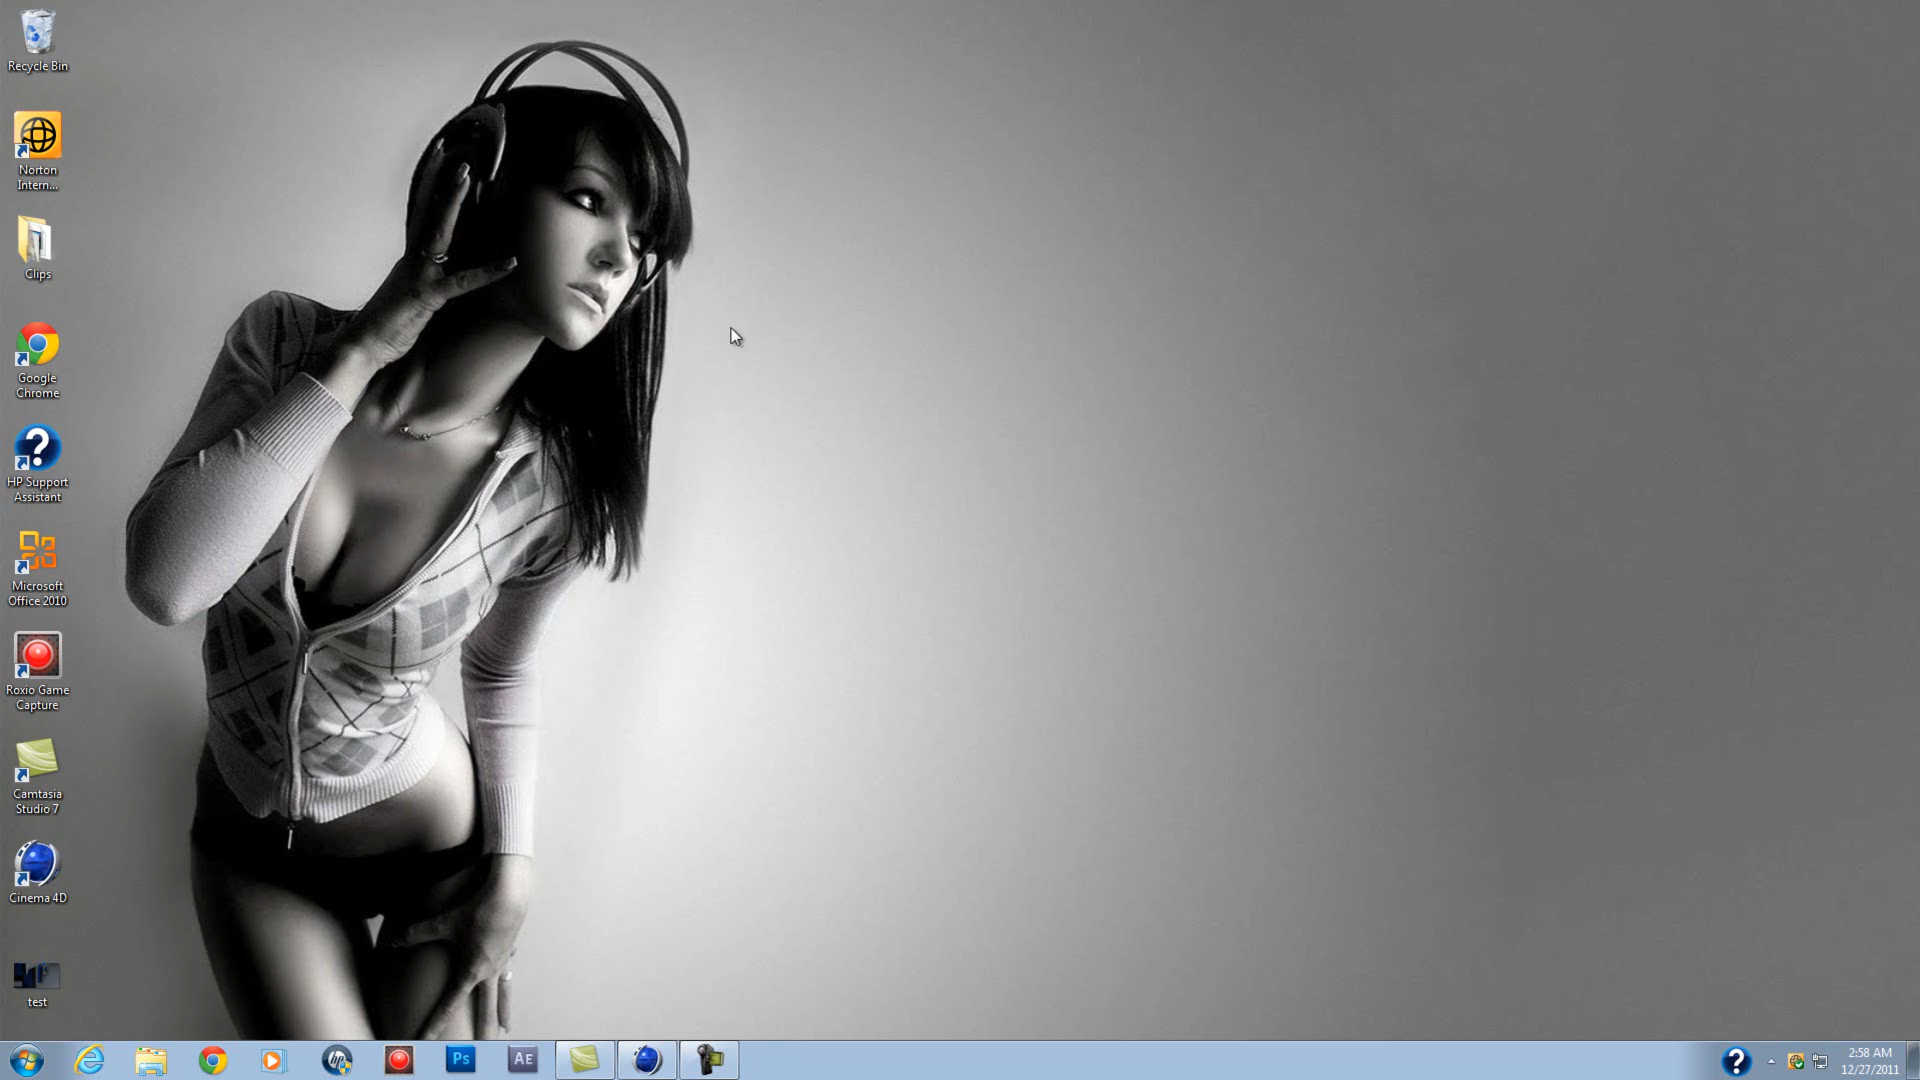 Recycle Bin
Norton
Intern...
Clips
Google
Chrome
HP Support
Assistant
Microsoft
Office 2010
Roxio Game
Capture
Camtasia
Studio 7
Cinema 4D
test
hp
Ps
AE
2:58 AM
12/27/2011